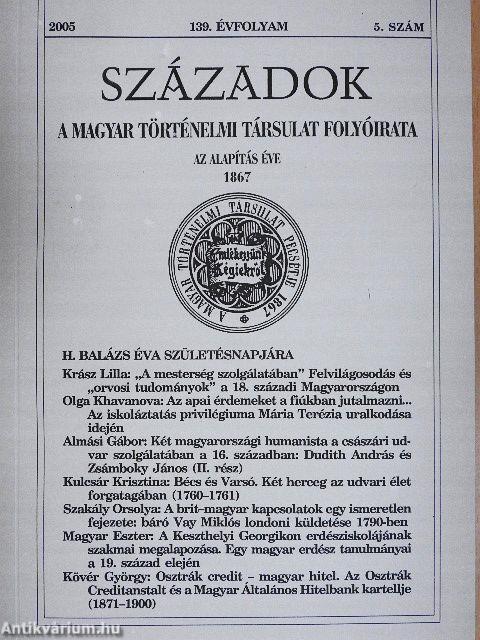 2005 139. ÉVFOLYAM 5. SZÁM
SZÁZADOK
A MAGYAR TÖRTÉNELMI TÁRSULAT FOLYÓIRATA
AZ ALAPÍTÁS ÉVE
1867
A MAGYAR TÖRTÉNELMI TÁRSULAT PECSÉTJE 1867
Emlékezzünk
Régiekről
H. BALÁZS ÉVA SZÜLETÉSNAPJÁRA
Krász Lilla: „A mesterség szolgálatában” Felvilágosodás és
„orvosi tudományok” a 18. századi Magyarországon
Olga Khavanova: Az apai érdemeket a fiúkban jutalmazni...
Az iskoláztatás privilégiuma Mária Terézia uralkodása
idején
Almási Gábor: Két magyarországi humanista a császári ud-
var szolgálatában a 16. században: Dudith András és
Zsámboky János (II. rész)
Kulcsár Krisztina: Bécs és Varsó. Két herceg az udvari élet
forgatagában (1760–1761)
Szakály Orsolya: A brit–magyar kapcsolatok egy ismeretlen
fejezete: báró Vay Miklós londoni küldetése 1790-ben
Magyar Eszter: A Keszthelyi Georgikon erdésziskolájának
szakmai megalapozása. Egy magyar erdész tanulmányai
a 19. század elején
Kövér György: Osztrák credit – magyar hitel. Az Osztrák
Creditanstalt és a Magyar Általános Hitelbank kartellje
(1871–1900)
Antikvárium.hu